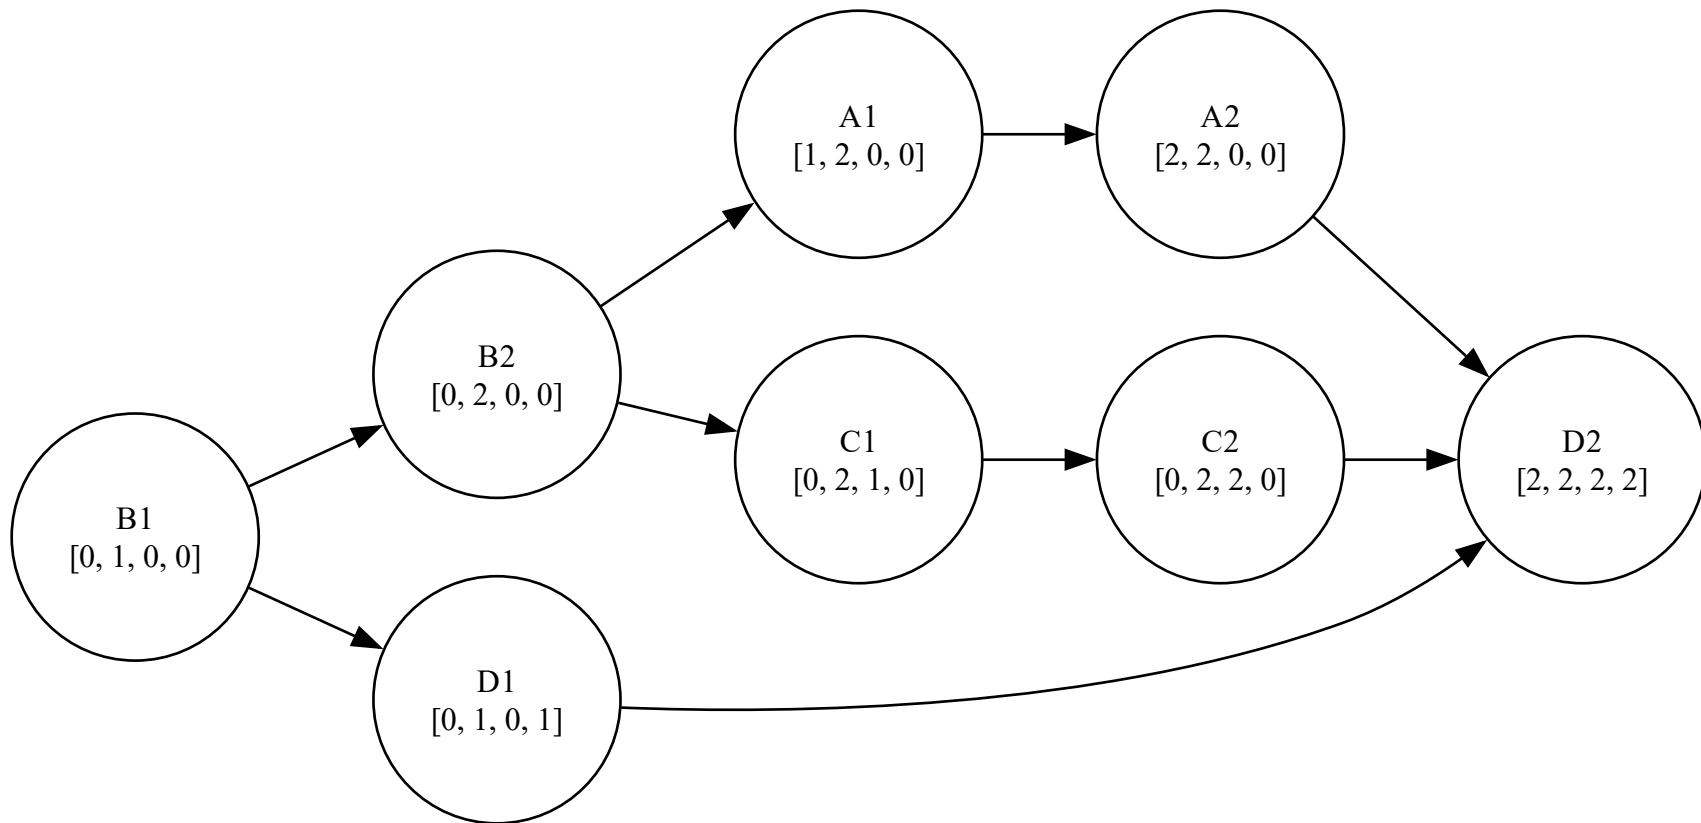 A1
[1, 2, 0, 0]
A2
[2, 2, 0, 0]
B2
[0, 2, 0, 0]
C1
[0, 2, 1, 0]
C2
[0, 2, 2, 0]
D2
[2, 2, 2, 2]
B1
[0, 1, 0, 0]
D1
[0, 1, 0, 1]